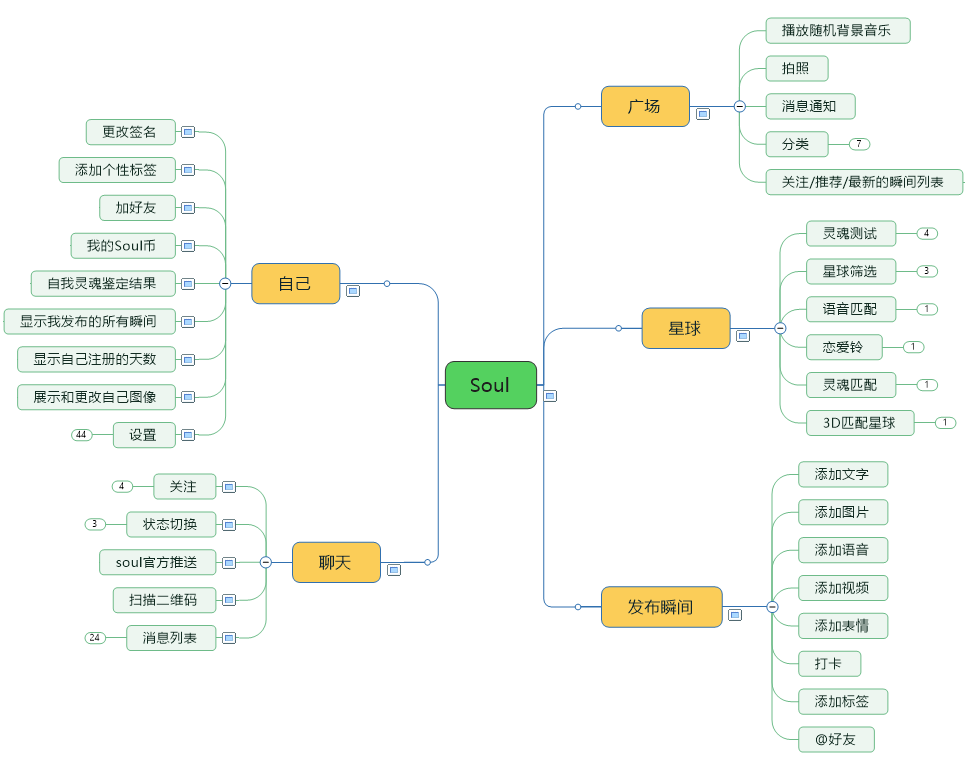 Soul
广场
播放随机背景音乐
拍照
消息通知
分类
7
关注/推荐/最新的瞬间列表
星球
灵魂测试
4
星球筛选
3
语音匹配
1
恋爱铃
1
灵魂匹配
1
3D匹配星球
1
发布瞬间
添加文字
添加图片
添加语音
添加视频
添加表情
打卡
添加标签
@好友
自己
更改签名
添加个性标签
加好友
我的Soul币
自我灵魂鉴定结果
显示我发布的所有瞬间
显示自己注册的天数
展示和更改自己图像
设置
44
聊天
关注
4
状态切换
3
soul官方推送
扫描二维码
消息列表
24